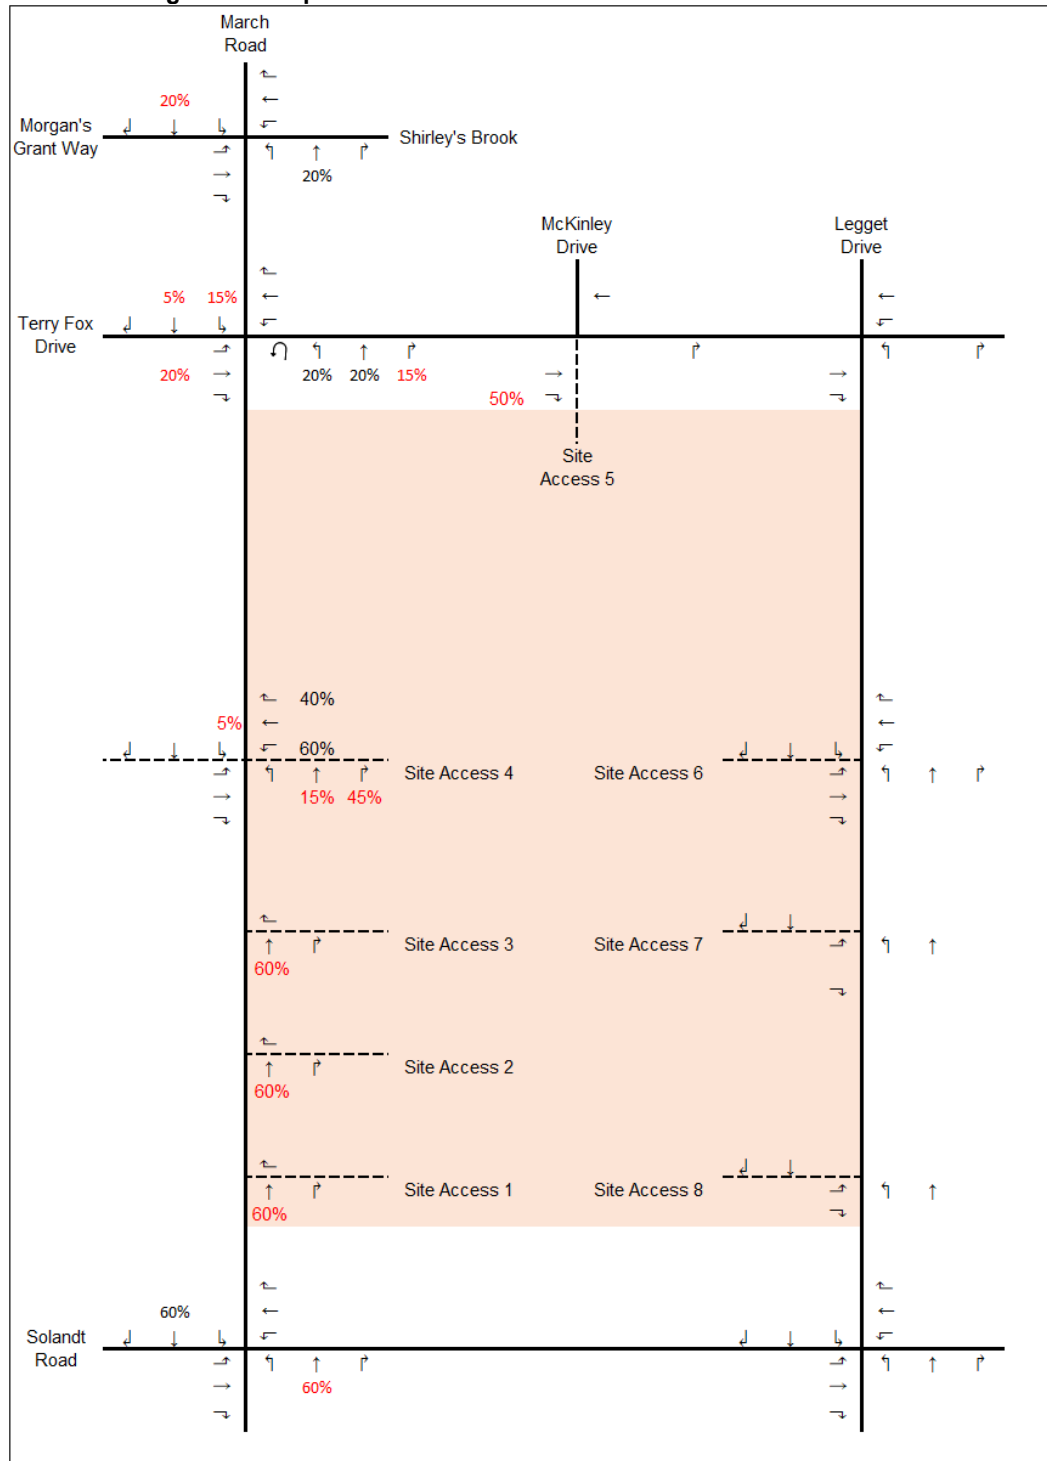 March
Road
20%
Morgan's
Grant Way
Shirley's Brook
20%
McKinley
Drive
Legget
Drive
5% 15%
Terry Fox
Drive
20% 20% 20% 15%
50%
Site
Access 5
40%
5%
60%
Site Access 4 Site Access 6
15% 45%
Site Access 3 Site Access 7
60%
Site Access 2
60%
Site Access 1 Site Access 8
60%
60%
Solandt
Road
60%